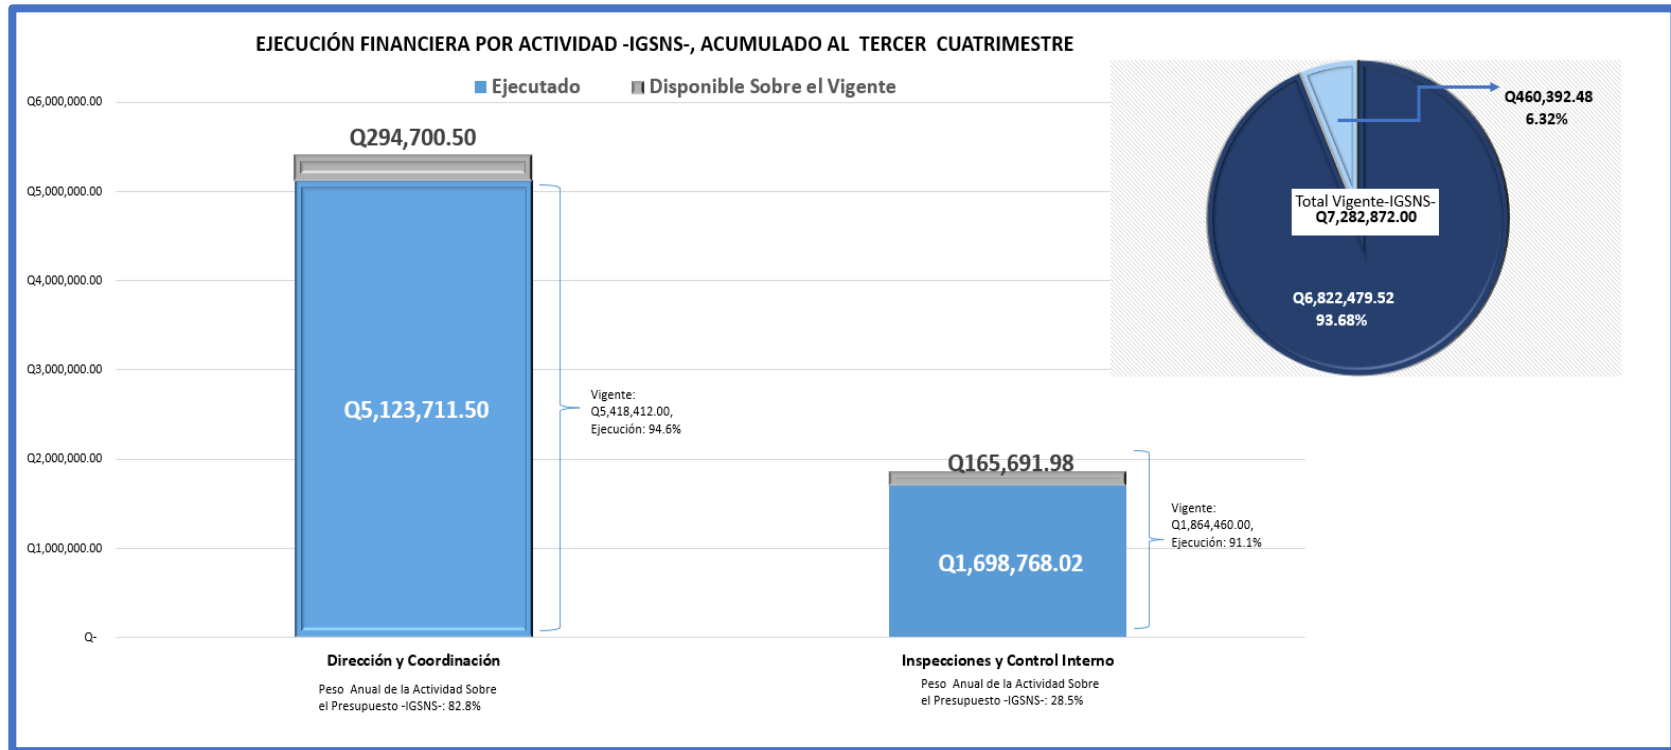 EJECUCIÓN FINANCIERA POR ACTIVIDAD -IGSNS-, ACUMULADO AL TERCER CUATRIMESTRE
Ejecutado
Disponible Sobre el Vigente
Q6,000,000.00
Q5,000,000.00
Q4,000,000.00
Q3,000,000.00
Q2,000,000.00
Q1,000,000.00
Q-
Q294,700.50
Q5,123,711.50
Vigente:
Q5,418,412.00,
Ejecución: 94.6%
Q165,691.98
Q1,698,768.02
Vigente:
Q1,864,460.00,
Ejecución: 91.1%
Dirección y Coordinación
Peso Anual de la Actividad Sobre
el Presupuesto -IGSNS-: 82.8%
Inspecciones y Control Interno
Peso Anual de la Actividad Sobre
el Presupuesto -IGSNS-: 28.5%
Q460,392.48
6.32%
Total Vigente-IGSNS-
Q7,282,872.00
Q6,822,479.52
93.68%